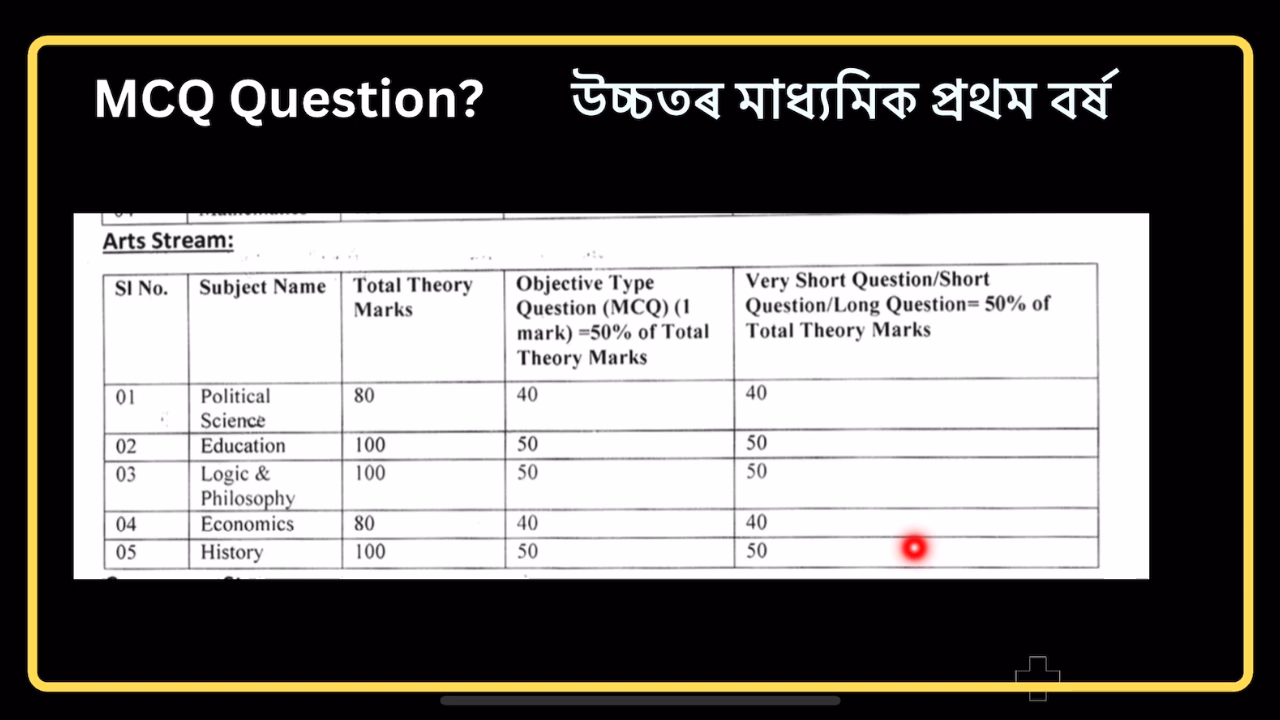 MCQ Question? উচ্চতৰ মাধ্যমিক প্ৰথম বৰ্ষ
Arts Stream:
Sl No. Subject Name Total Theory Marks Objective Type Question (MCQ) (1 mark) =50% of Total Theory Marks Very Short Question/Short Question/Long Question= 50% of Total Theory Marks
01 Political Science 80 40 40
02 Education 100 50 50
03 Logic & Philosophy 100 50 50
04 Economics 80 40 40
05 History 100 50 50